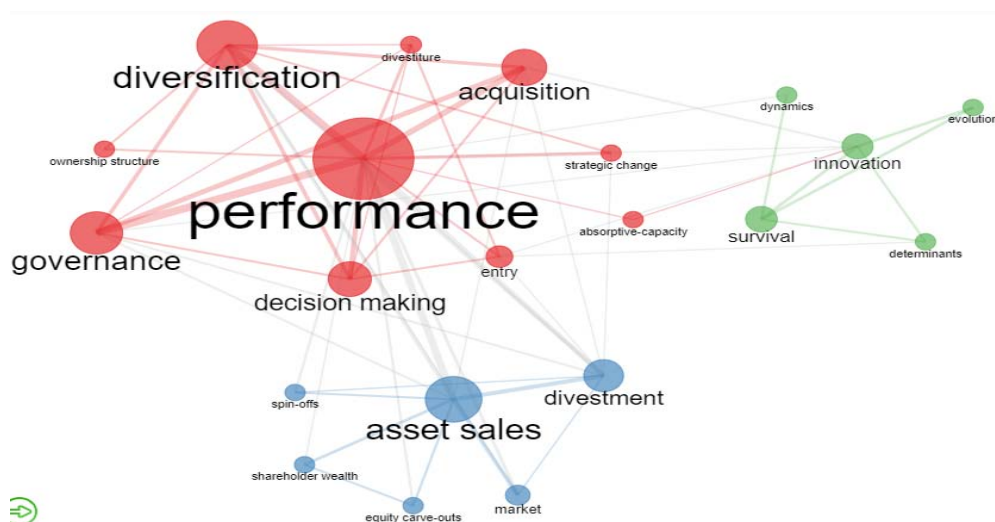 divestiture
diversification
acquisition
dynamics
evolution
ownership structure
strategic change
innovation
performance
absorptive-capacity
survival
governance
determinants
entry
decision making
divestment
spin-offs
asset sales
shareholder wealth
market
equity carve-outs